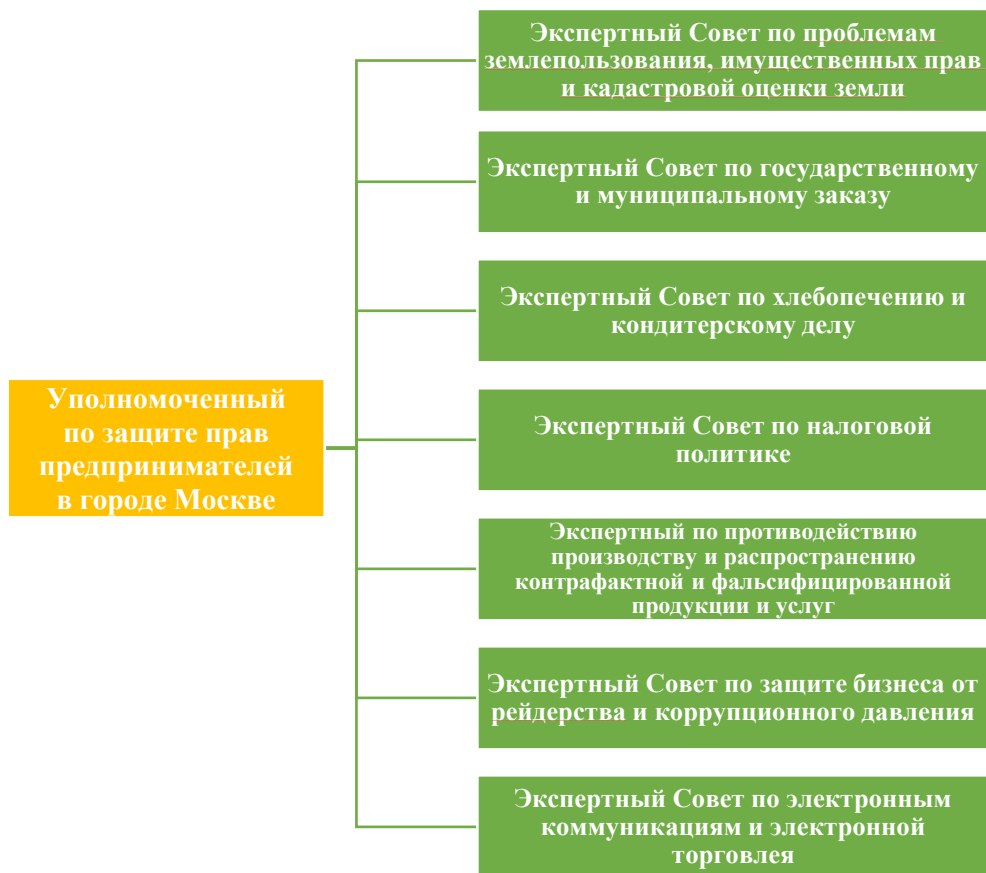 Экспертный Совет по проблемам
землепользования, имущественных прав
и кадастровой оценки земли
Экспертный Совет по государственному
и муниципальному заказу
Экспертный Совет по хлебопечению и
кондитерскому делу
Уполномоченный
по защите прав
предпринимателей
в городе Москве
Экспертный Совет по налоговой
политике
Экспертный по противодействию
производству и распространению
контрафактной и фальсифицированной
продукции и услуг
Экспертный Совет по защите бизнеса от
рейдерства и коррупционного давления
Экспертный Совет по электронным
коммуникациям и электронной
торговлея